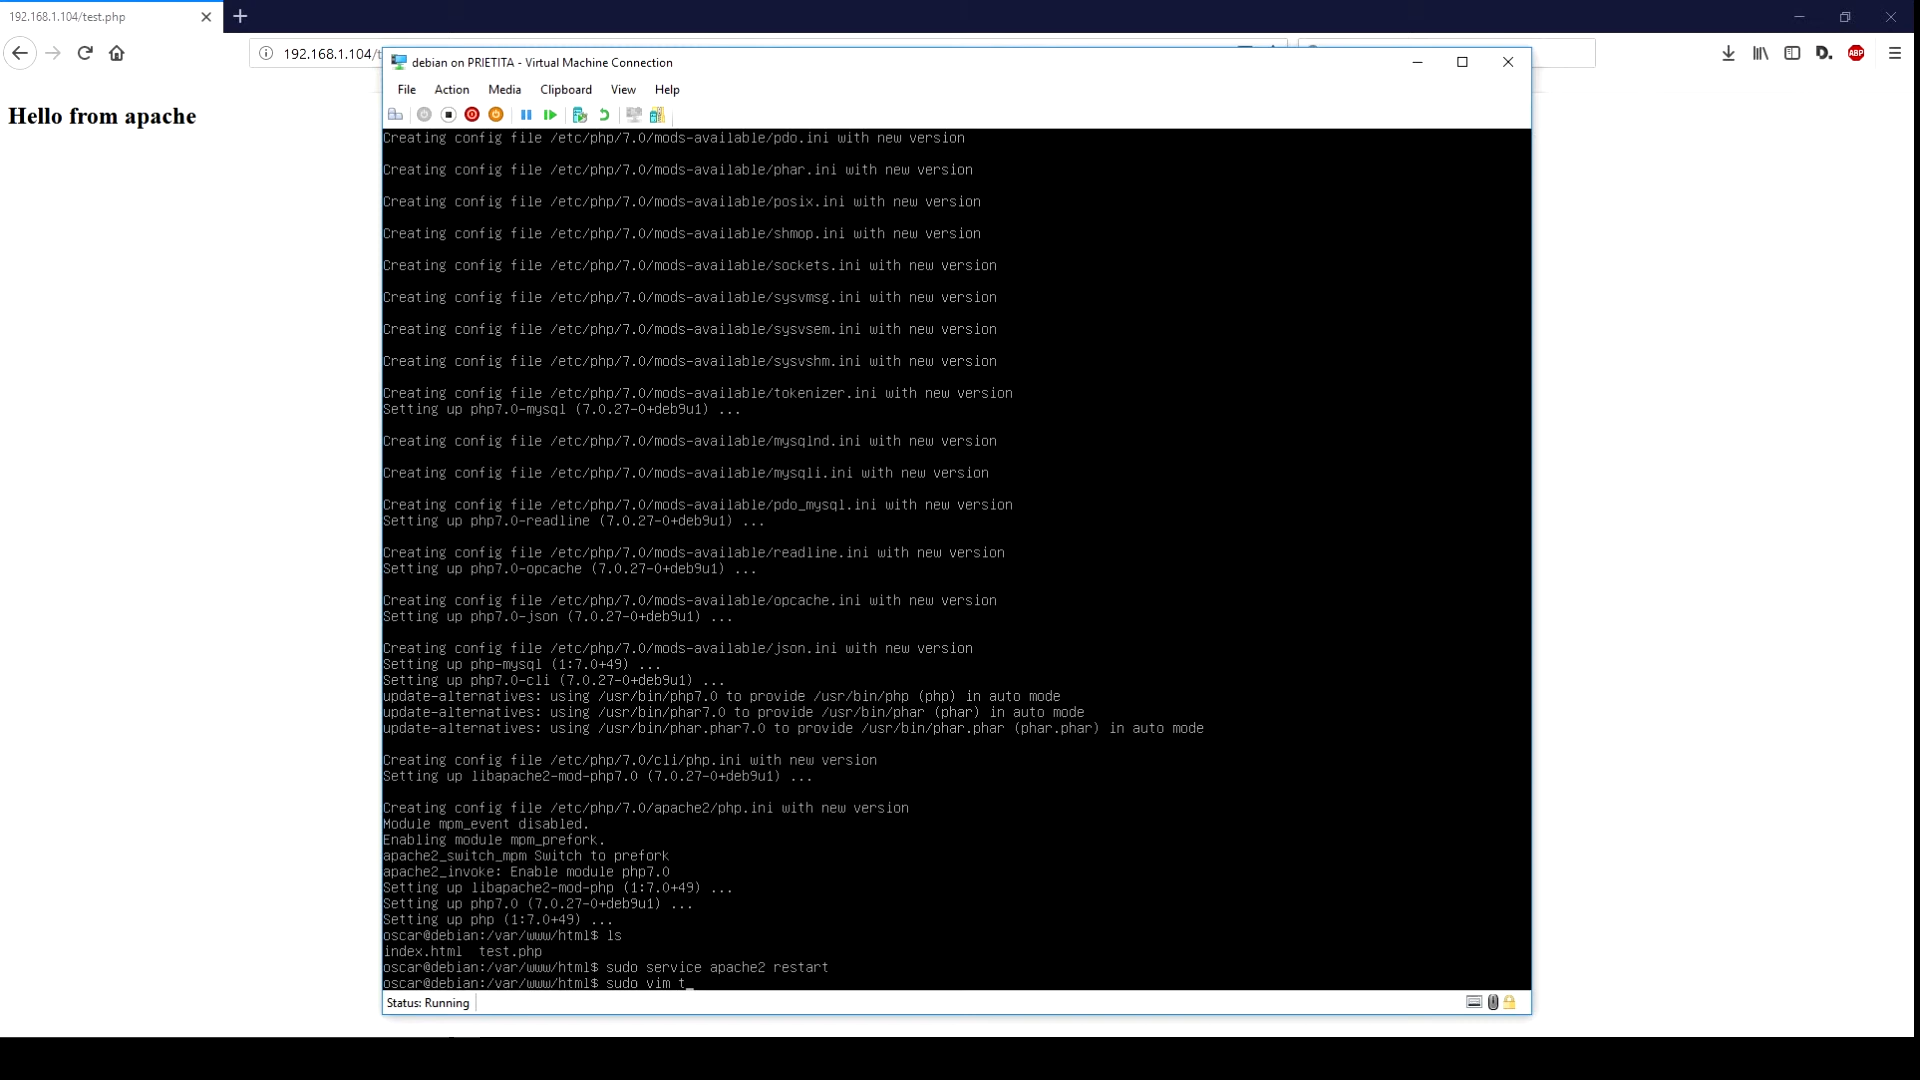 192.168.1.104/test.php
192.168.1.104/t
Hello from apache
debian on PRIETITA - Virtual Machine Connection
File Action Media Clipboard View Help
Creating config file /etc/php/7.0/mods-available/pdo.ini with new version
Creating config file /etc/php/7.0/mods-available/phar.ini with new version
Creating config file /etc/php/7.0/mods-available/posix.ini with new version
Creating config file /etc/php/7.0/mods-available/shmop.ini with new version
Creating config file /etc/php/7.0/mods-available/sockets.ini with new version
Creating config file /etc/php/7.0/mods-available/sysvmsg.ini with new version
Creating config file /etc/php/7.0/mods-available/sysvsem.ini with new version
Creating config file /etc/php/7.0/mods-available/sysvshm.ini with new version
Creating config file /etc/php/7.0/mods-available/tokenizer.ini with new version
Setting up php7.0-mysql (7.0.27-0+deb9u1) ...
Creating config file /etc/php/7.0/mods-available/mysqlnd.ini with new version
Creating config file /etc/php/7.0/mods-available/mysqli.ini with new version
Creating config file /etc/php/7.0/mods-available/pdo_mysql.ini with new version
Setting up php7.0-readline (7.0.27-0+deb9u1) ...
Creating config file /etc/php/7.0/mods-available/readline.ini with new version
Setting up php7.0-opcache (7.0.27-0+deb9u1) ...
Creating config file /etc/php/7.0/mods-available/opcache.ini with new version
Setting up php7.0-json (7.0.27-0+deb9u1) ...
Creating config file /etc/php/7.0/mods-available/json.ini with new version
Setting up php-mysql (1:7.0+49) ...
Setting up php7.0-cli (7.0.27-0+deb9u1) ...
update-alternatives: using /usr/bin/php7.0 to provide /usr/bin/php (php) in auto mode
update-alternatives: using /usr/bin/phar7.0 to provide /usr/bin/phar (phar) in auto mode
update-alternatives: using /usr/bin/phar.phar7.0 to provide /usr/bin/phar.phar (phar.phar) in auto mode
Creating config file /etc/php/7.0/cli/php.ini with new version
Setting up libapache2-mod-php7.0 (7.0.27-0+deb9u1) ...
Creating config file /etc/php/7.0/apache2/php.ini with new version
Module mpm_event disabled.
Enabling module mpm_prefork.
apache2_switch_mpm Switch to prefork
apache2_invoke: Enable module php7.0
Setting up libapache2-mod-php (1:7.0+49) ...
Setting up php7.0 (7.0.27-0+deb9u1) ...
Setting up php (1:7.0+49) ...
oscar@debian:/var/www/html$ ls
index.html test.php
oscar@debian:/var/www/html$ sudo service apache2 restart
oscar@debian:/var/www/html$ sudo vim t_
Status: Running
D.
ABP